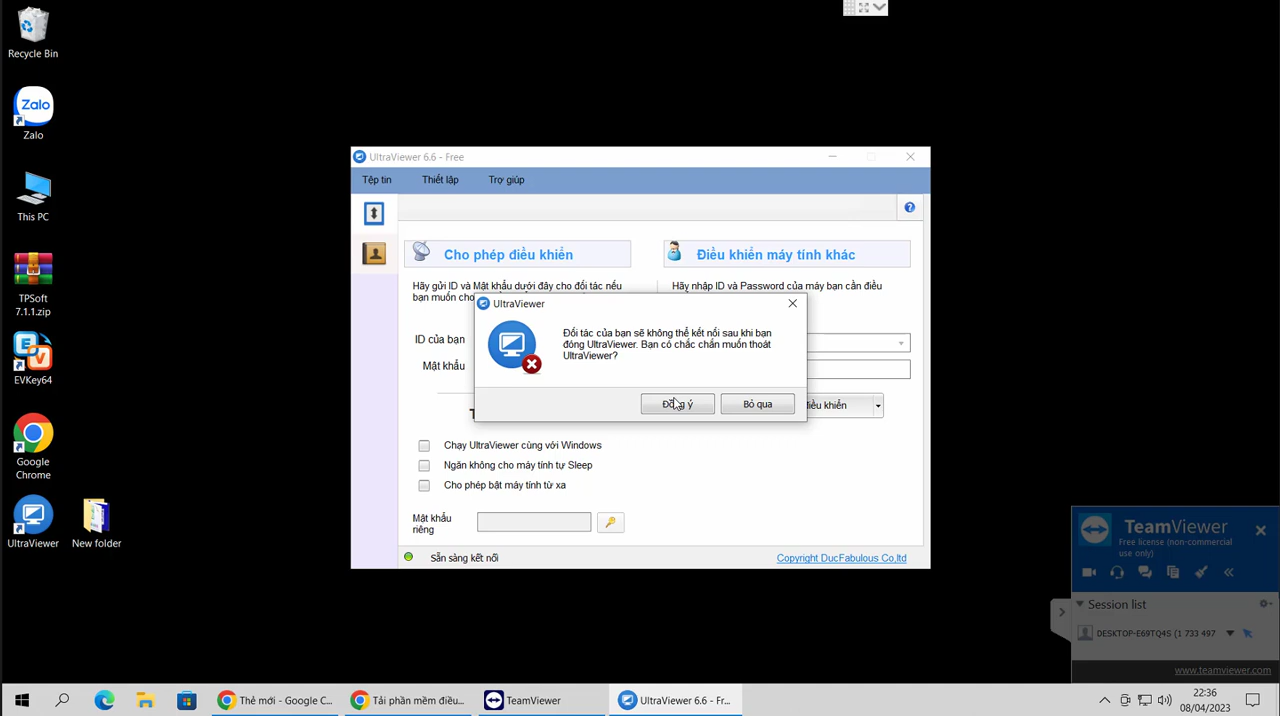 Recycle Bin
Zalo
Zalo
This PC
TPSoft
7.1.1.zip
EVKey64
Google
Chrome
UltraViewer
New folder
UltraViewer 6.6 - Free
Tệp tin
Thiết lập
Trợ giúp
Cho phép điều khiển
Điều khiển máy tính khác
Hãy gửi ID và Mật khẩu dưới đây cho đối tác nếu
Hãy nhập ID và Password của máy bạn cần điều
bạn muốn
ID của bạn
Mật khẩu
UltraViewer
Đối tác của bạn sẽ không thể kết nối sau khi bạn
đóng UltraViewer. Bạn có chắc chắn muốn thoát
UltraViewer?
Đồng ý
Bỏ qua
điều khiển
Chạy UltraViewer cùng với Windows
Ngăn không cho máy tính tự Sleep
Cho phép bật máy tính từ xa
Mật khẩu
riêng
Sẵn sàng kết nối
Copyright DucFabulous Co,ltd
TeamViewer
Free license (non-commercial
use only)
Session list
DESKTOP-E69TQ4S (1 733 497
www.teamviewer.com
Thẻ mới - Google C...
Tải phần mềm điều...
TeamViewer
UltraViewer 6.6 - Fr...
22:36
08/04/2023